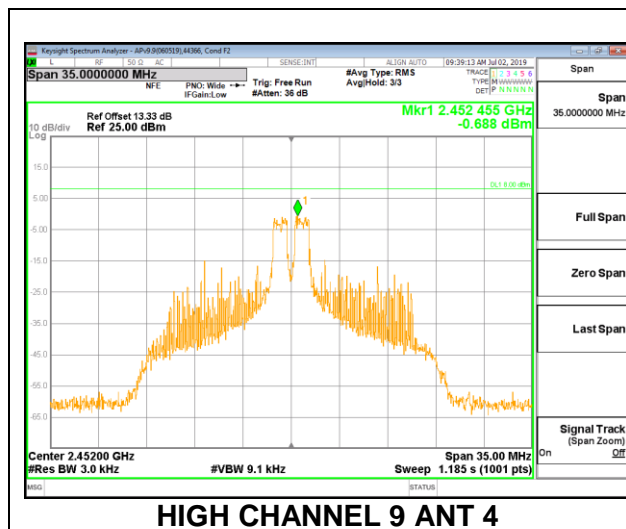 Keysight Spectrum Analyzer - APv9.9(060519),44366, Cond F2
L RF 50 Ω AC SENSE:INT ALIGN AUTO 09:39:13 AM Jul 02, 2019
Span 35.0000000 MHz
NFE PNO: Wide Trig: Free Run #Avg Type: RMS TRACE 1 2 3 4 5 6
IFGain:Low #Atten: 36 dB Avg|Hold: 3/3 TYPE M W W W W W
DET P N N N N N
Ref Offset 13.33 dB Mkr1 2.452 455 GHz
10 dB/div Ref 25.00 dBm -0.688 dBm
Log
15.0
DL1 8.00 dBm
5.00
1
-5.00
-15.0
-25.0
-35.0
-45.0
-55.0
-65.0
Center 2.45200 GHz Span 35.00 MHz
#Res BW 3.0 kHz #VBW 9.1 kHz Sweep 1.185 s (1001 pts)
MSG STATUS
Span
Span
35.0000000 MHz
Full Span
Zero Span
Last Span
Signal Track
(Span Zoom)
On Off
HIGH CHANNEL 9 ANT 4